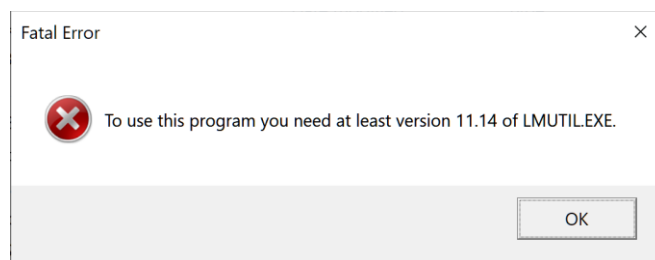 Fatal Error
To use this program you need at least version 11.14 of LMUTIL.EXE.
OK